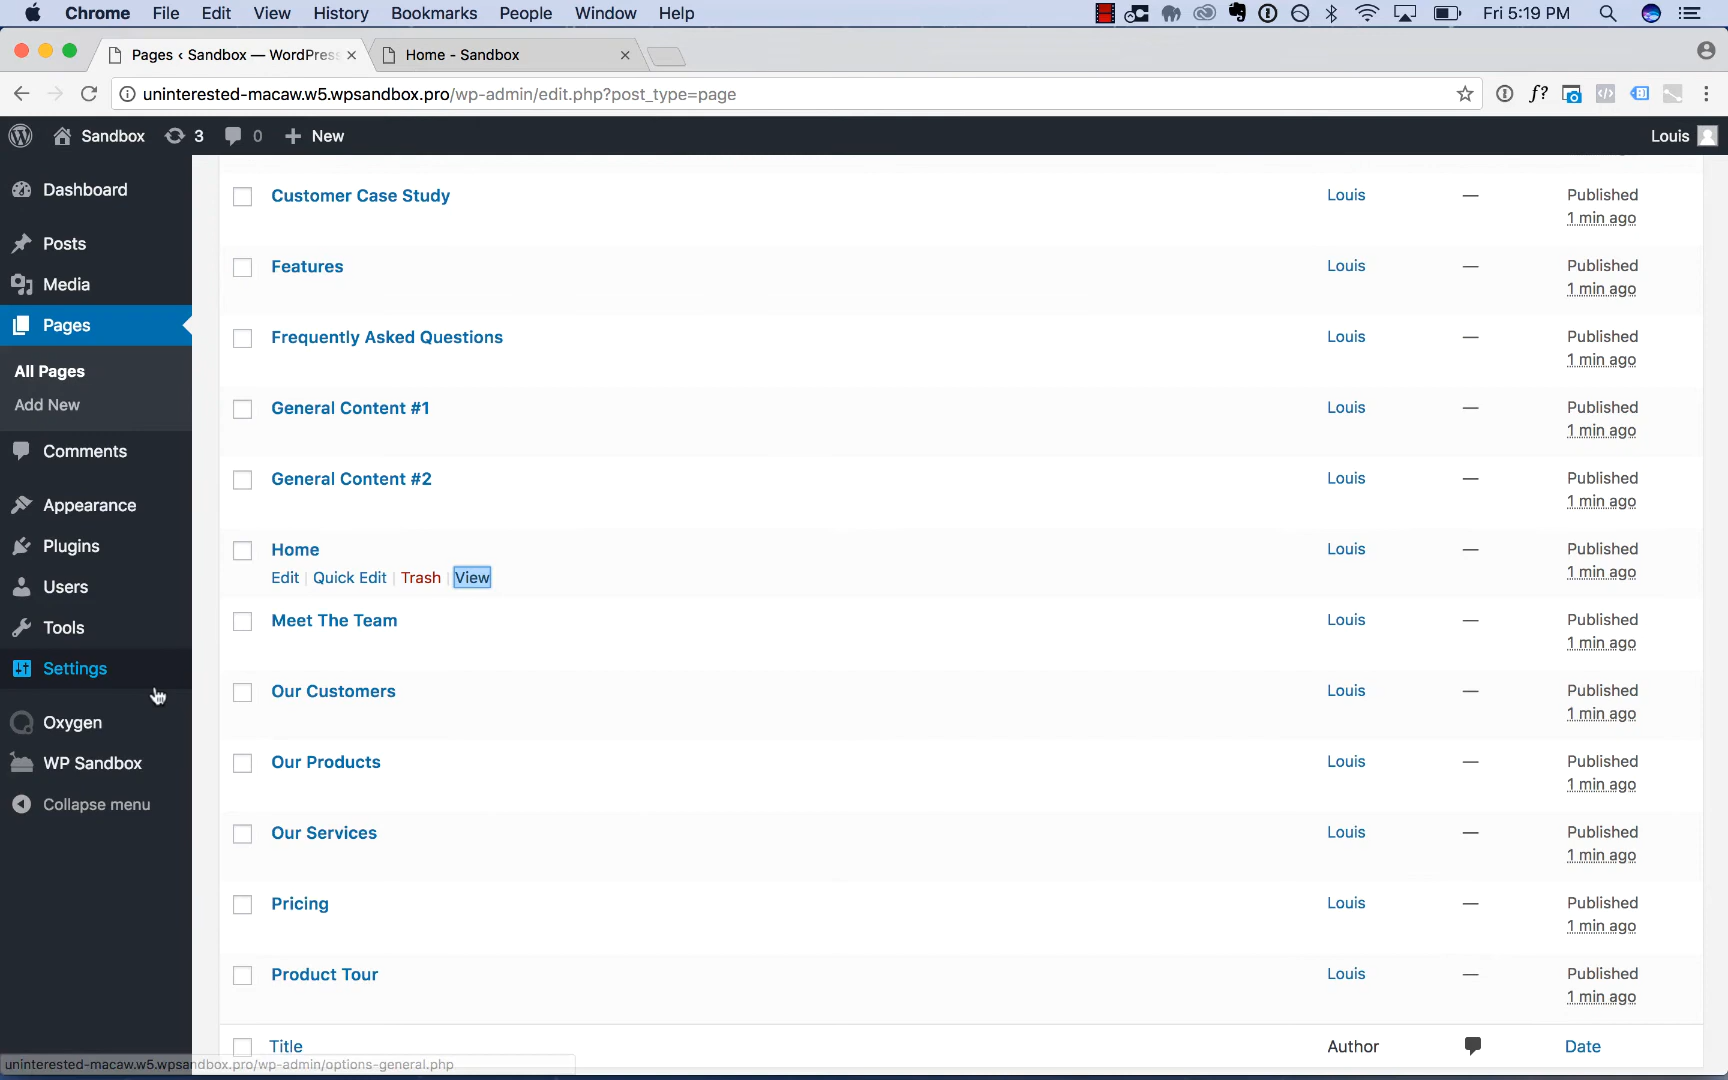 Chrome File Edit View History Bookmarks People Window Help Fri 5:19 PM
Pages ‹ Sandbox — WordPress Home - Sandbox
uninterested-macaw.w5.wpsandbox.pro/wp-admin/edit.php?post_type=page
Sandbox 3 0 New Louis
Dashboard
Posts
Media
Pages
All Pages
Add New
Comments
Appearance
Plugins
Users
Tools
Settings
Oxygen
WP Sandbox
Collapse menu
Customer Case Study Louis — Published
1 min ago
Features Louis — Published
1 min ago
Frequently Asked Questions Louis — Published
1 min ago
General Content #1 Louis — Published
1 min ago
General Content #2 Louis — Published
1 min ago
Home Louis — Published
Edit | Quick Edit | Trash | View 1 min ago
Meet The Team Louis — Published
1 min ago
Our Customers Louis — Published
1 min ago
Our Products Louis — Published
1 min ago
Our Services Louis — Published
1 min ago
Pricing Louis — Published
1 min ago
Product Tour Louis — Published
1 min ago
Title Author Date
uninterested-macaw.w5.wpsandbox.pro/wp-admin/options-general.php